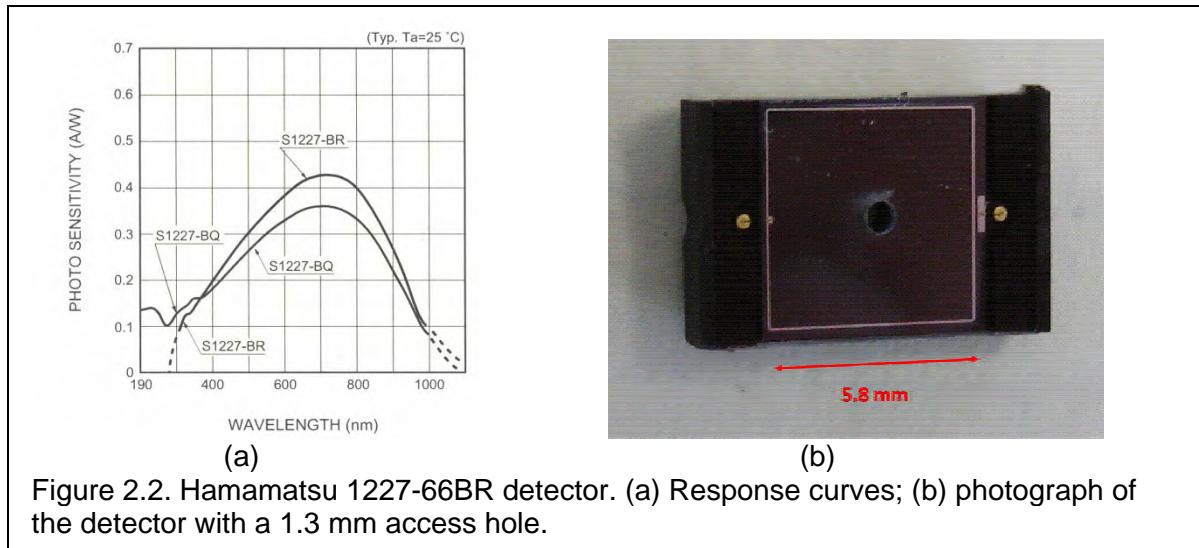 (Typ. Ta=25 ˚C)
0.7
0.6
0.5
0.4
0.3
0.2
0.1
0
PHOTO SENSITIVITY (A/W)
S1227-BR
S1227-BQ
S1227-BQ
S1227-BR
190
400
600
800
1000
WAVELENGTH (nm)
5.8 mm
(a)
(b)
Figure 2.2. Hamamatsu 1227-66BR detector. (a) Response curves; (b) photograph of
the detector with a 1.3 mm access hole.